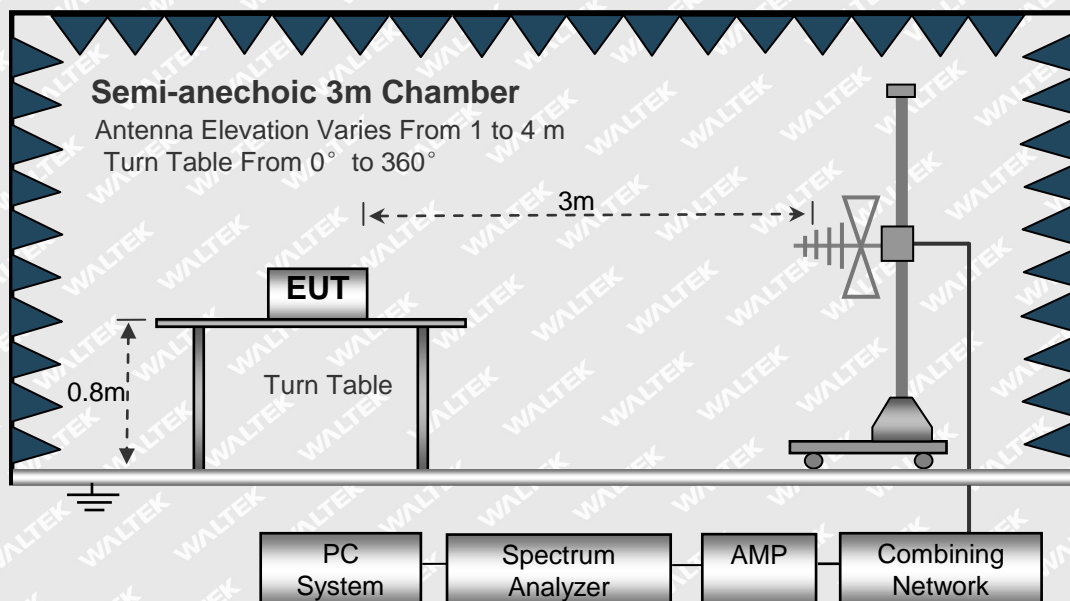 Semi-anechoic 3m Chamber
Antenna Elevation Varies From 1 to 4 m
Turn Table From 0° to 360°
3m
EUT
0.8m
Turn Table
PC
System
Spectrum
Analyzer
AMP
Combining
Network
WALTEK